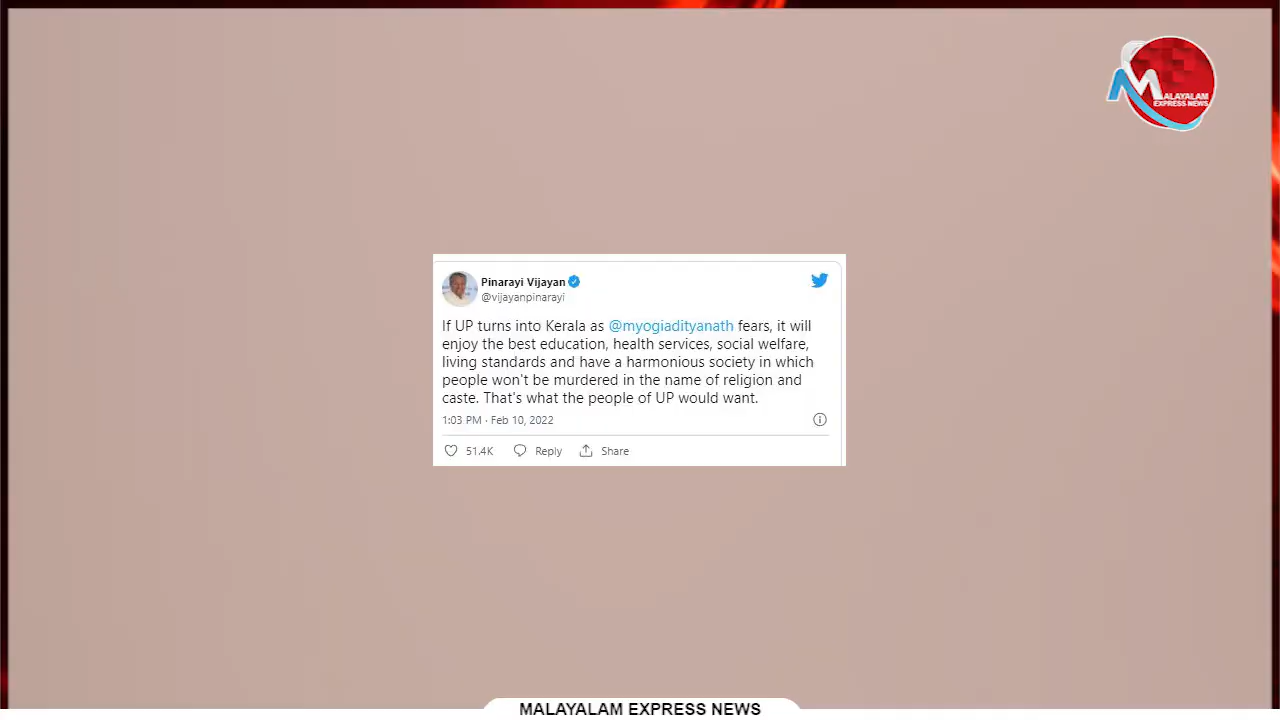 MALAYALAM
EXPRESS NEWS
Pinarayi Vijayan
@vijayanpinarayi
If UP turns into Kerala as @myogiadityanath fears, it will
enjoy the best education, health services, social welfare,
living standards and have a harmonious society in which
people won't be murdered in the name of religion and
caste. That's what the people of UP would want.
1:03 PM · Feb 10, 2022
51.4K Reply Share
MALAYALAM EXPRESS NEWS